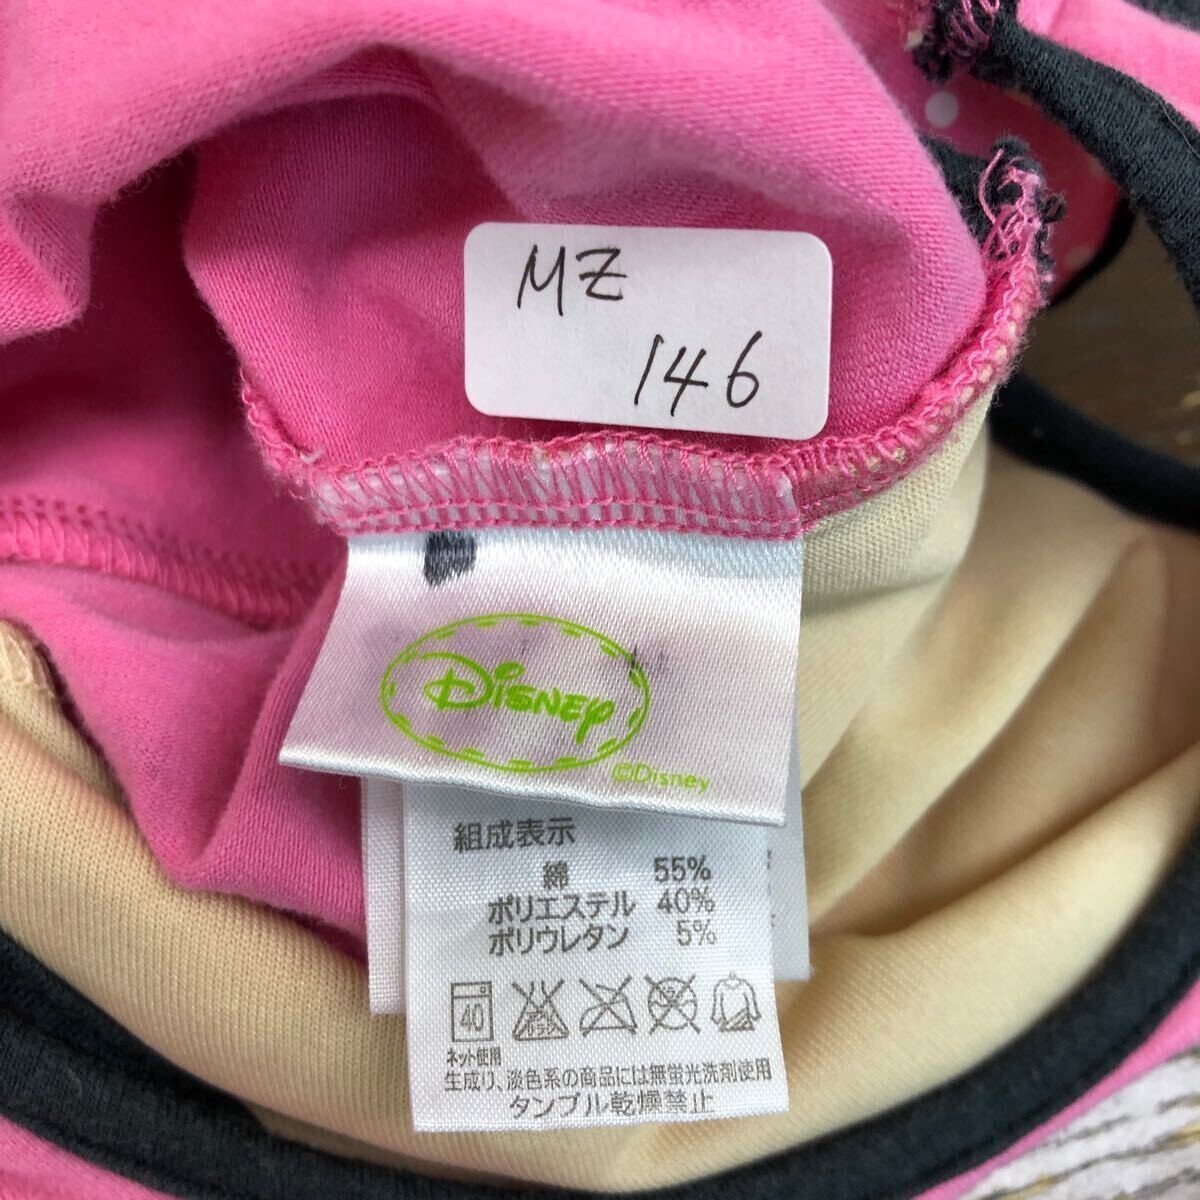 MZ
146
Disney
©Disney
組成表示
綿 55%
ポリエステル 40%
ポリウレタン 5%
40
ネット使用
生成り、淡色系の商品には無蛍光洗剤使用
タンブル乾燥禁止